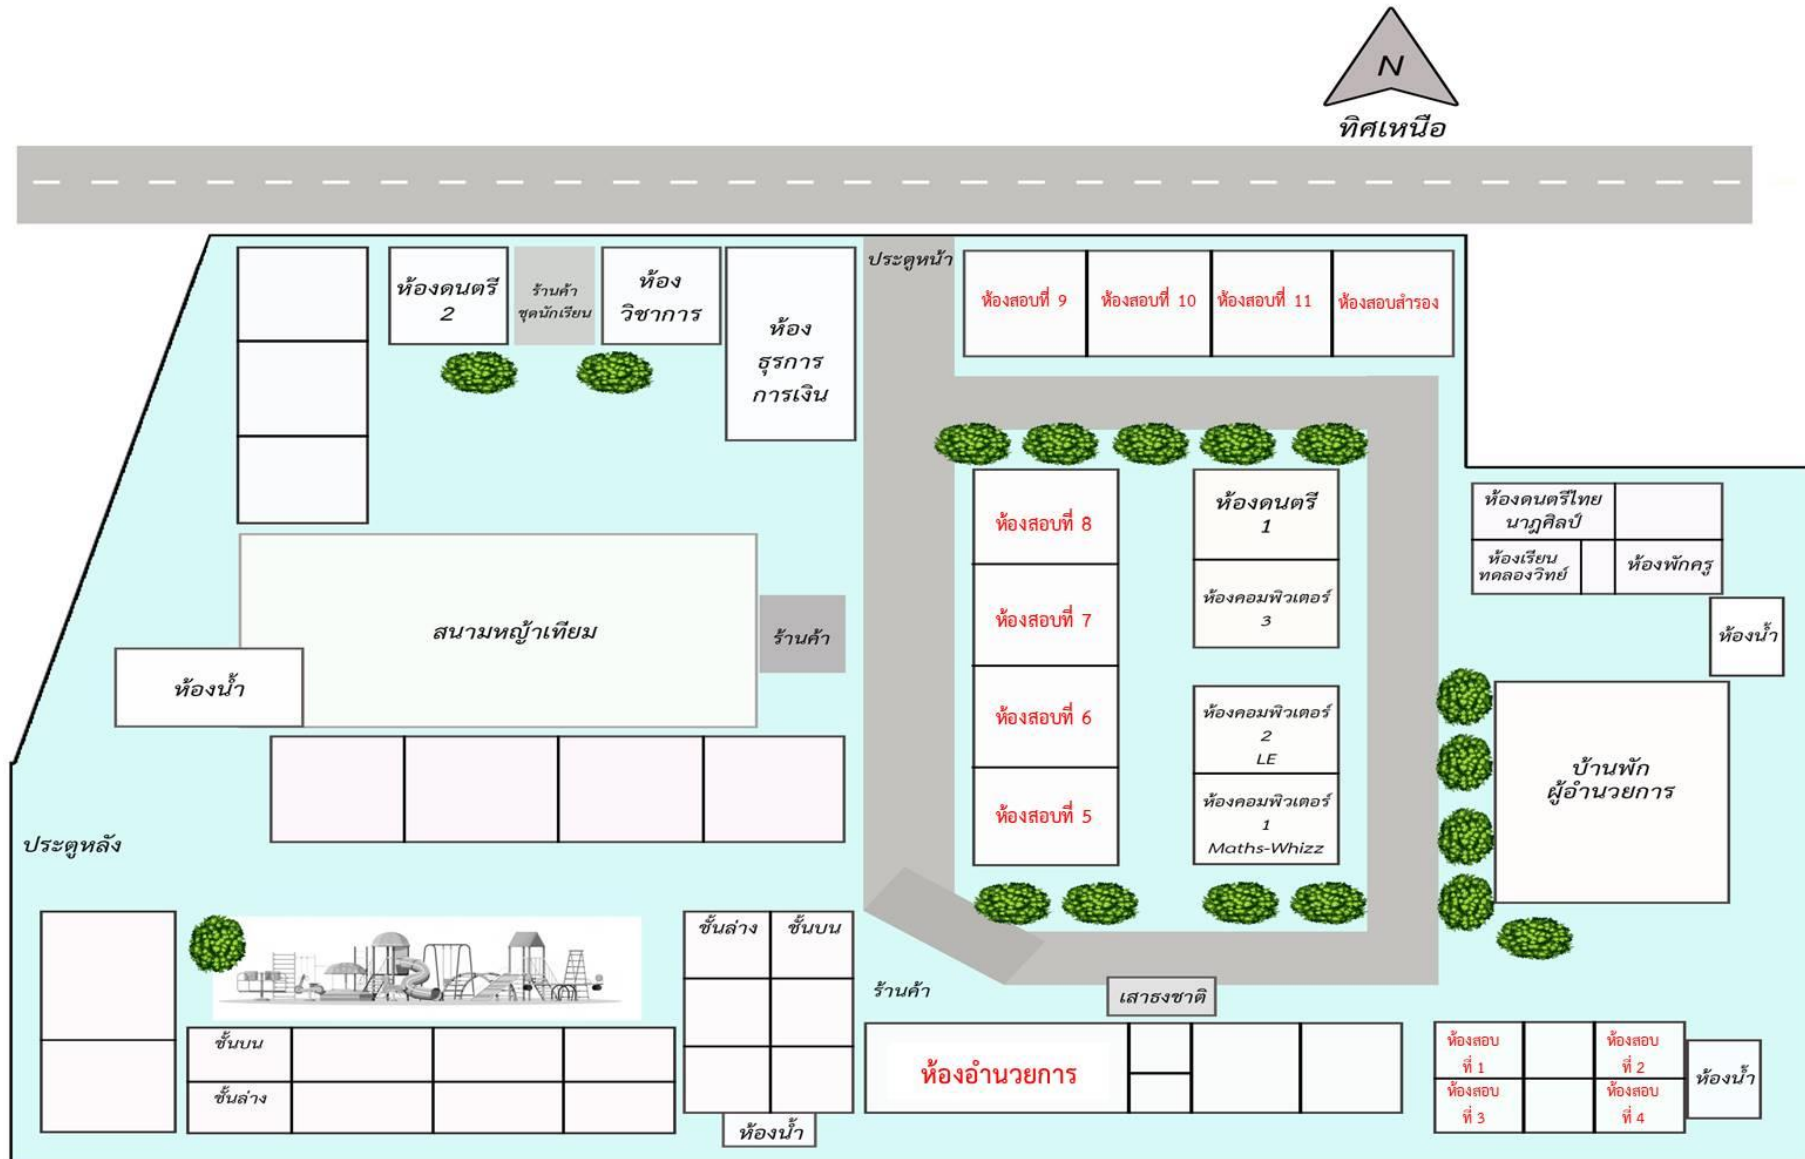 N
ทิศเหนือ
ประตูหน้า
ห้องดนตรี
2
ร้านค้า
ชุดนักเรียน
ห้อง
วิชาการ
ห้อง
ธุรการ
การเงิน
ห้องสอบที่ 9
ห้องสอบที่ 10
ห้องสอบที่ 11
ห้องสอบสำรอง
ห้องสอบที่ 8
ห้องสอบที่ 7
ห้องสอบที่ 6
ห้องสอบที่ 5
ห้องดนตรี
1
ห้องคอมพิวเตอร์
3
ห้องคอมพิวเตอร์
2
LE
ห้องคอมพิวเตอร์
1
Maths-Whizz
ห้องดนตรีไทย
นาฏศิลป์
ห้องเรียน
ทดลองวิทย์
ห้องพักครู
ห้องน้ำ
บ้านพัก
ผู้อำนวยการ
สนามหญ้าเทียม
ร้านค้า
ห้องน้ำ
ประตูหลัง
ชั้นล่าง
ชั้นบน
ชั้นบน
ชั้นล่าง
ห้องน้ำ
ร้านค้า
เสาธงชาติ
ห้องอำนวยการ
ห้องสอบ
ที่ 1
ห้องสอบ
ที่ 2
ห้องสอบ
ที่ 3
ห้องสอบ
ที่ 4
ห้องน้ำ